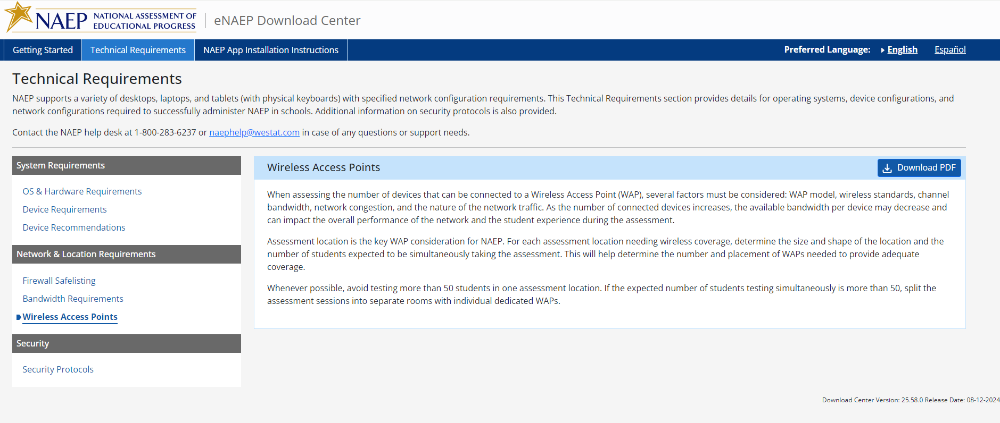 NAEP NATIONAL ASSESSMENT OF
EDUCATIONAL PROGRESS
eNAEP Download Center
Getting Started Technical Requirements NAEP App Installation Instructions Preferred Language: English Español
Technical Requirements
NAEP supports a variety of desktops, laptops, and tablets (with physical keyboards) with specified network configuration requirements. This Technical Requirements section provides details for operating systems, device configurations, and
network configurations required to successfully administer NAEP in schools. Additional information on security protocols is also provided.
Contact the NAEP help desk at 1-800-283-6237 or naephelp@westat.com in case of any questions or support needs.
System Requirements
OS & Hardware Requirements
Device Requirements
Device Recommendations
Network & Location Requirements
Firewall Safelisting
Bandwidth Requirements
Wireless Access Points
Security
Security Protocols
Wireless Access Points
Download PDF
When assessing the number of devices that can be connected to a Wireless Access Point (WAP), several factors must be considered: WAP model, wireless standards, channel
bandwidth, network congestion, and the nature of the network traffic. As the number of connected devices increases, the available bandwidth per device may decrease and
can impact the overall performance of the network and the student experience during the assessment.
Assessment location is the key WAP consideration for NAEP. For each assessment location needing wireless coverage, determine the size and shape of the location and the
number of students expected to be simultaneously taking the assessment. This will help determine the number and placement of WAPs needed to provide adequate
coverage.
Whenever possible, avoid testing more than 50 students in one assessment location. If the expected number of students testing simultaneously is more than 50, split the
assessment sessions into separate rooms with individual dedicated WAPs.
Download Center Version: 25.58.0 Release Date: 08-12-2024